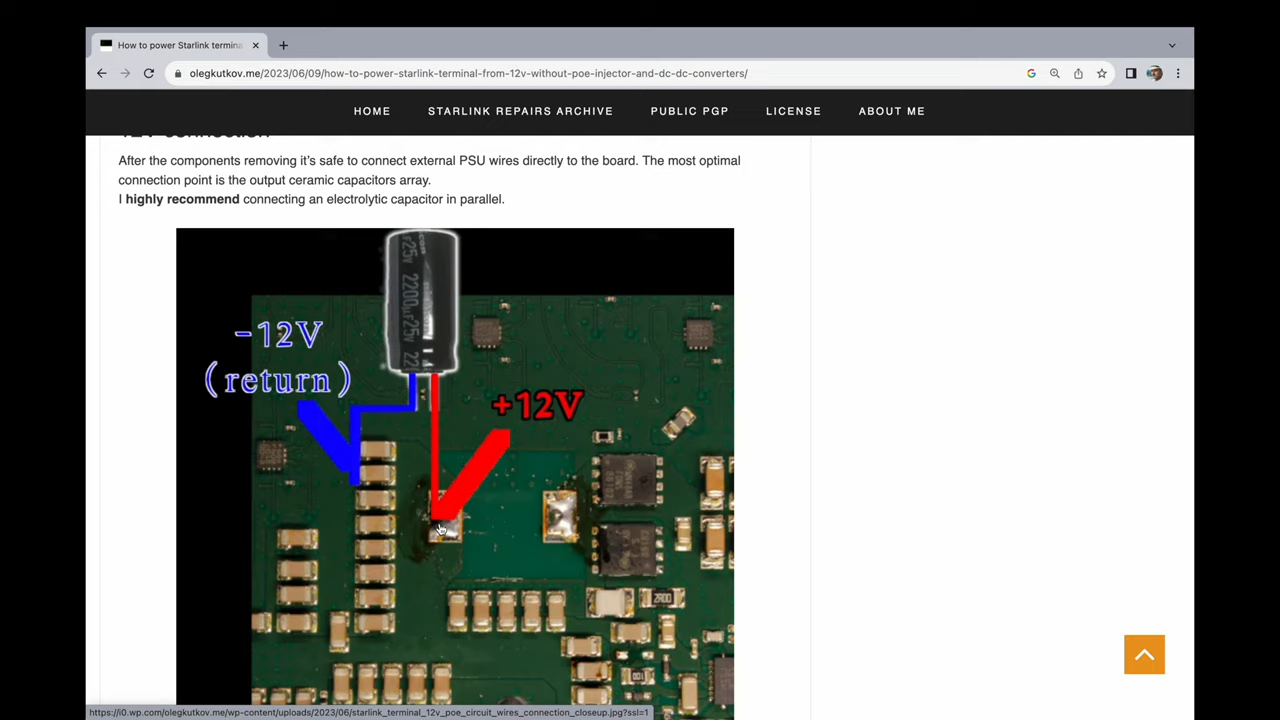 How to power Starlink termina
olegkutkov.me/2023/06/09/how-to-power-starlink-terminal-from-12v-without-poe-injector-and-dc-dc-converters/
HOME STARLINK REPAIRS ARCHIVE PUBLIC PGP LICENSE ABOUT ME
12V connection
After the components removing it's safe to connect external PSU wires directly to the board. The most optimal
connection point is the output ceramic capacitors array.
I highly recommend connecting an electrolytic capacitor in parallel.
2200µF25V
-12V
(return)
+12V
2R00
https://i0.wp.com/olegkutkov.me/wp-content/uploads/2023/06/starlink_terminal_12v_poe_circuit_wires_connection_closeup.jpg?ssl=1